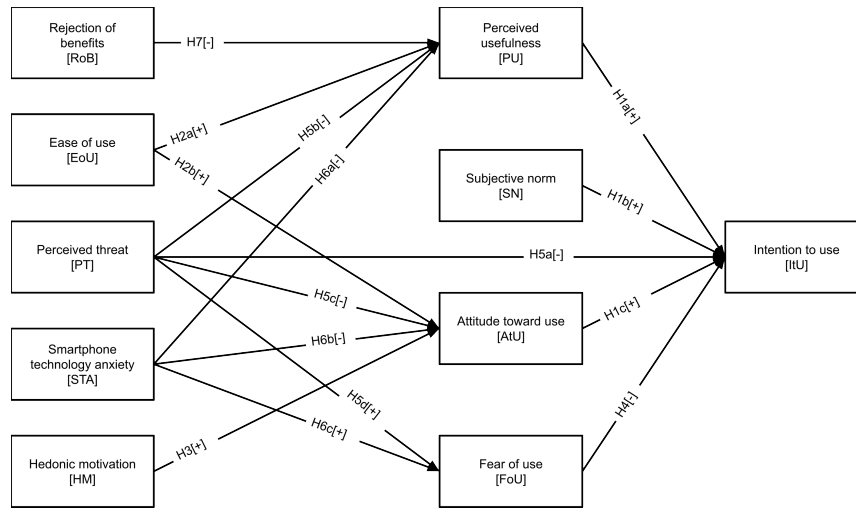 Rejection of
benefits
[RoB]
H7[-]
Perceived
usefulness
[PU]
H1a[+]
Ease of use
[EoU]
H2a[+]
H2b[+]
H5b[-]
H6a[-]
Subjective norm
[SN]
H1b[+]
Perceived threat
[PT]
H5a[-]
Intention to use
[ItU]
H5c[-]
Smartphone
technology anxiety
[STA]
H6b[-]
Attitude toward use
[AtU]
H1c[+]
H5d[+]
H6c[+]
H4[-]
Hedonic motivation
[HM]
H3[+]
Fear of use
[FoU]